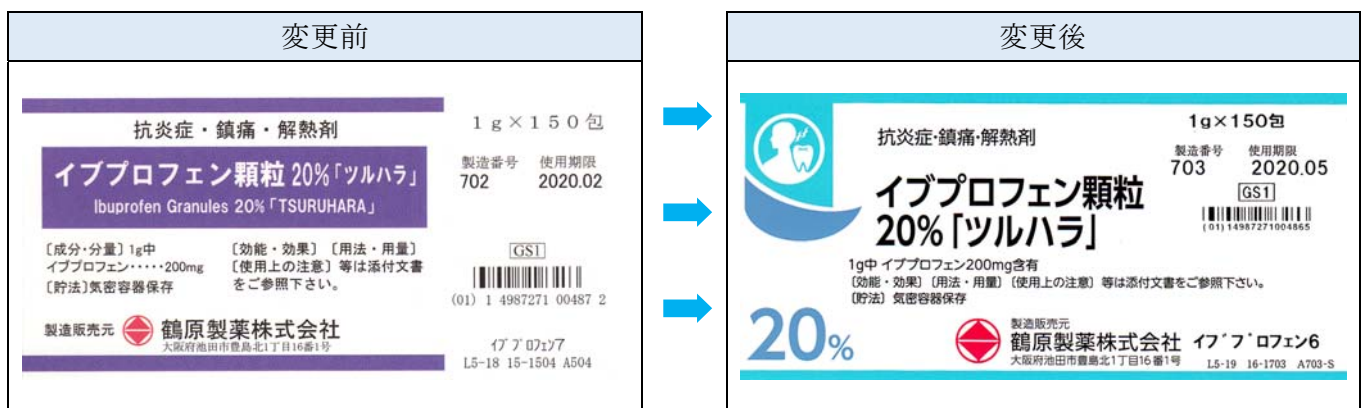 変更前
抗炎症・鎮痛・解熱剤
イブプロフェン顆粒 20%「ツルハラ」
Ibuprofen Granules 20%「TSURUHARA」
〔成分・分量〕1g中
イブプロフェン・・・・・200mg
〔貯法〕気密容器保存
〔効能・効果〕〔用法・用量〕
〔使用上の注意〕等は添付文書
をご参照下さい。
製造販売元 鶴原製薬株式会社
大阪府池田市豊島北1丁目16番1号
1g×150包
製造番号 使用期限
702 2020.02
GS1
(01) 1 4987271 00487 2
イブプロフェン7
L5-18 15-1504 A504
変更後
抗炎症・鎮痛・解熱剤
イブプロフェン顆粒
20%「ツルハラ」
1g中 イブプロフェン200mg含有
〔効能・効果〕〔用法・用量〕〔使用上の注意〕等は添付文書をご参照下さい。
〔貯法〕気密容器保存
20%
製造販売元
鶴原製薬株式会社
大阪府池田市豊島北1丁目16番1号
1g×150包
製造番号 使用期限
703 2020.05
GS1
(01)14987271004865
イブプロフェン6
L5-19 16-1703 A703-S